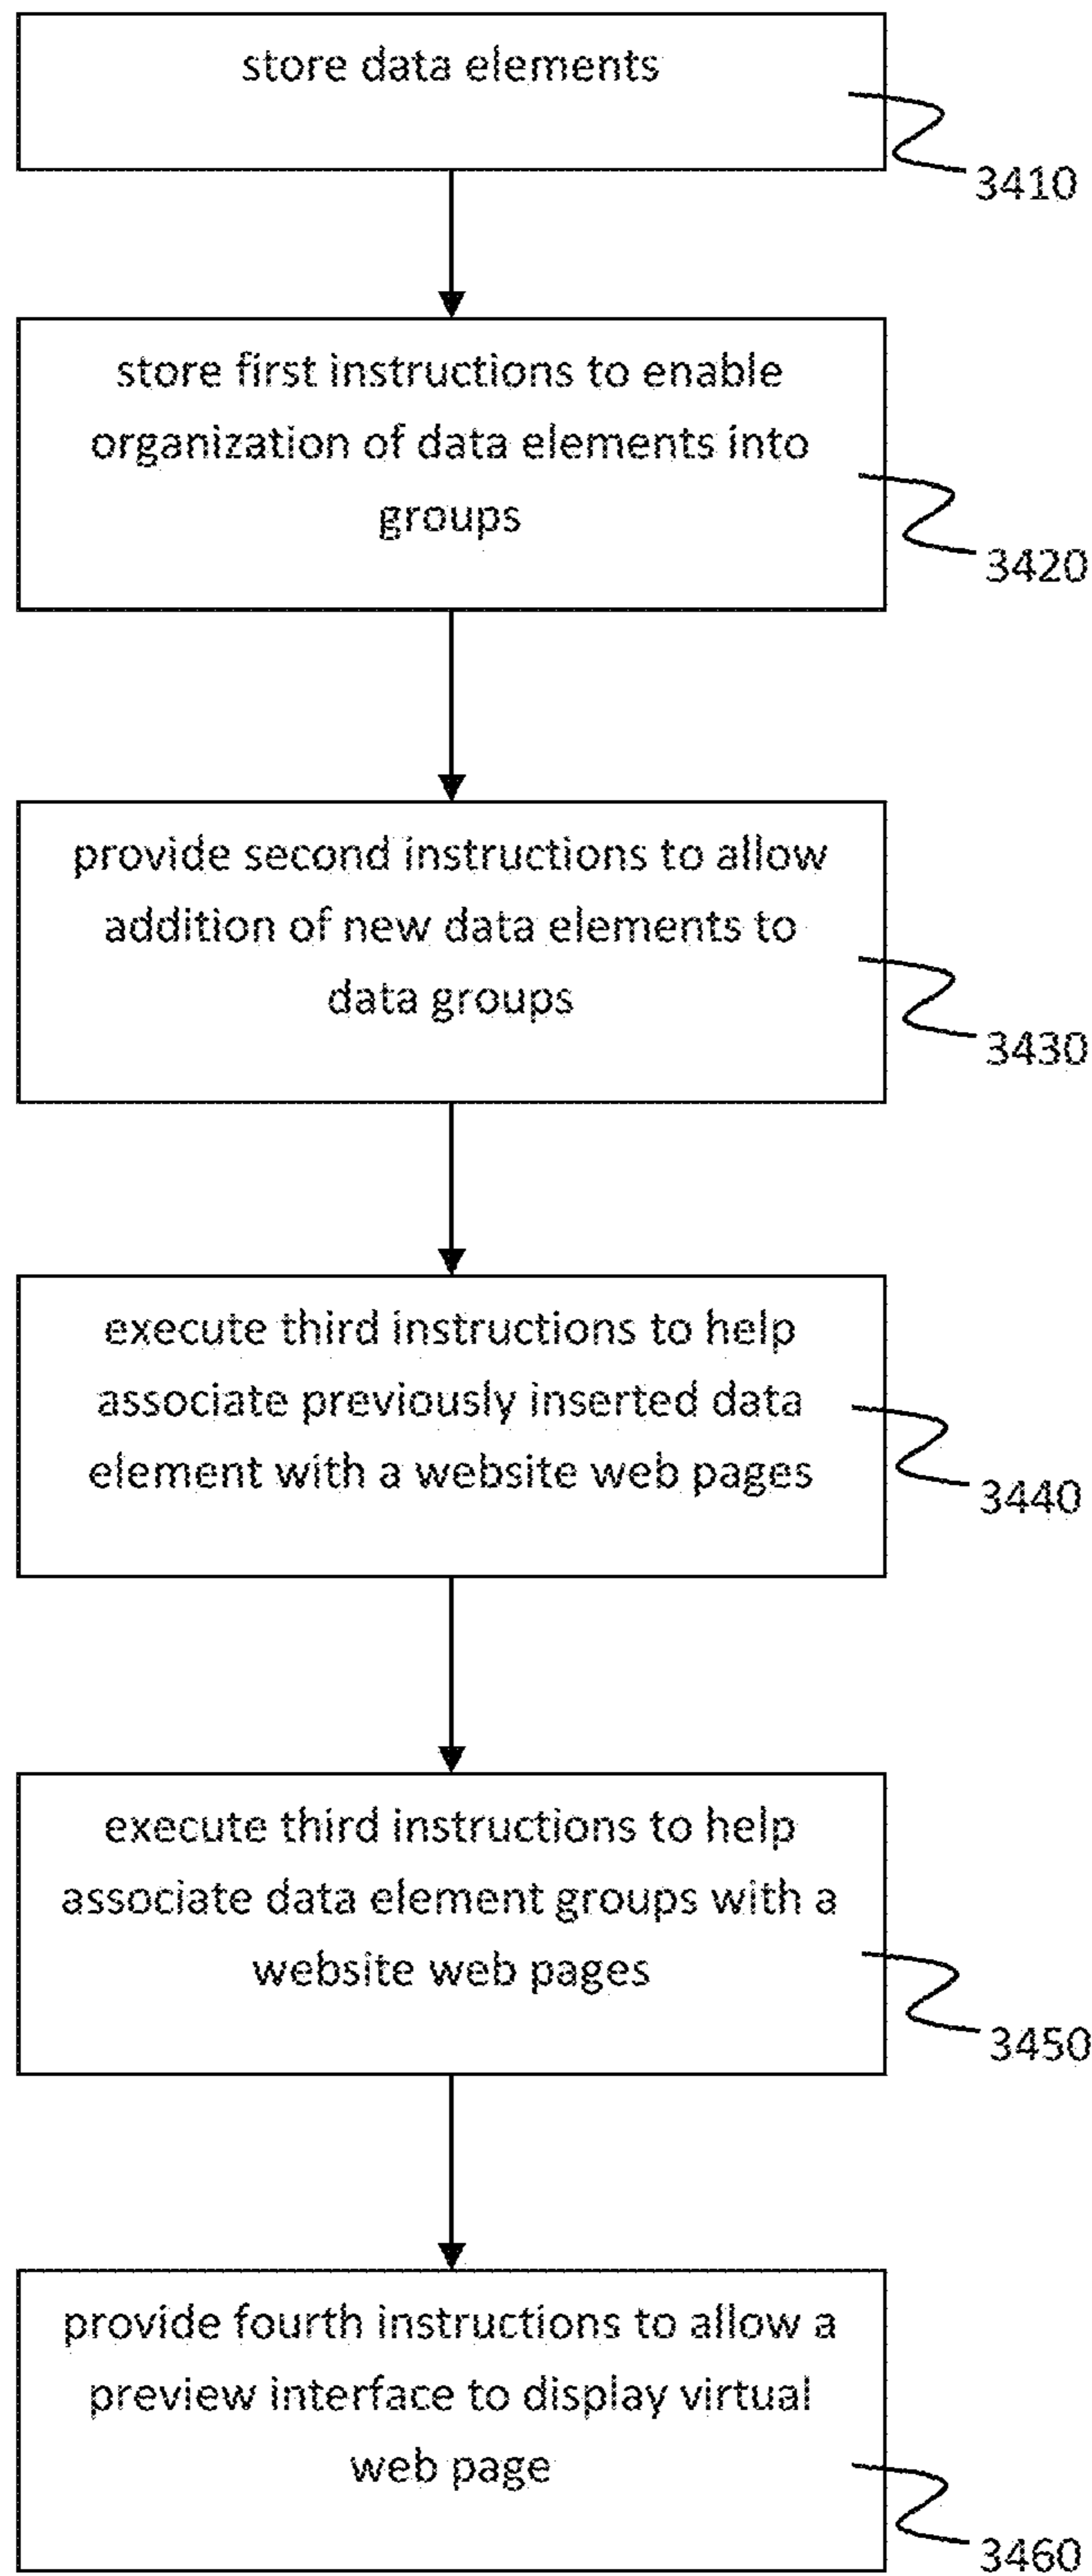 store data elements
3410
store first instructions to enable
organization of data elements into
groups
3420
provide second instructions to allow
addition of new data elements to
data groups
3430
execute third instructions to help
associate previously inserted data
element with a website web pages
3440
execute third instructions to help
associate data element groups with a
website web pages
3450
provide fourth instructions to allow a
preview interface to display virtual
web page
3460